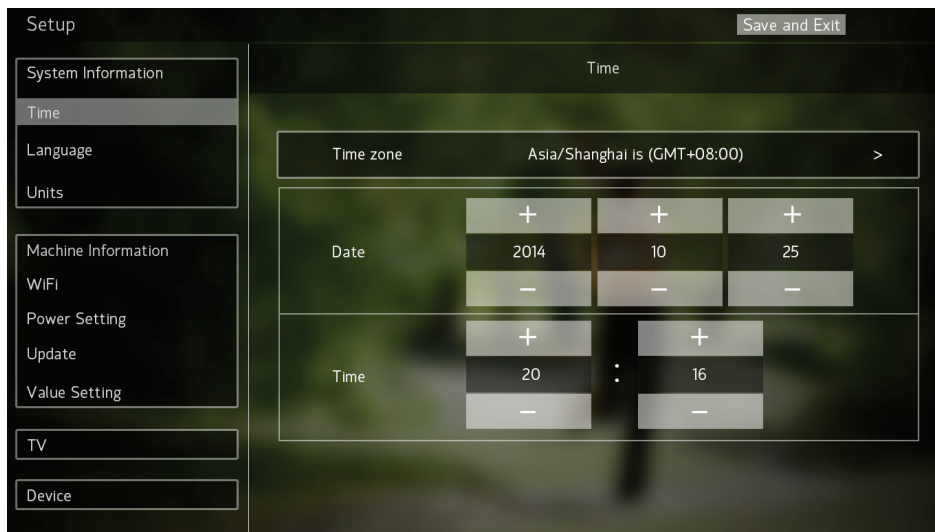 Setup
Save and Exit
System Information
Time
Language
Units
Machine Information
WiFi
Power Setting
Update
Value Setting
TV
Device
Time
Time zone Asia/Shanghai is (GMT+08:00) >
+ + +
Date 2014 10 25
– – –
+ +
Time 20 : 16
– –